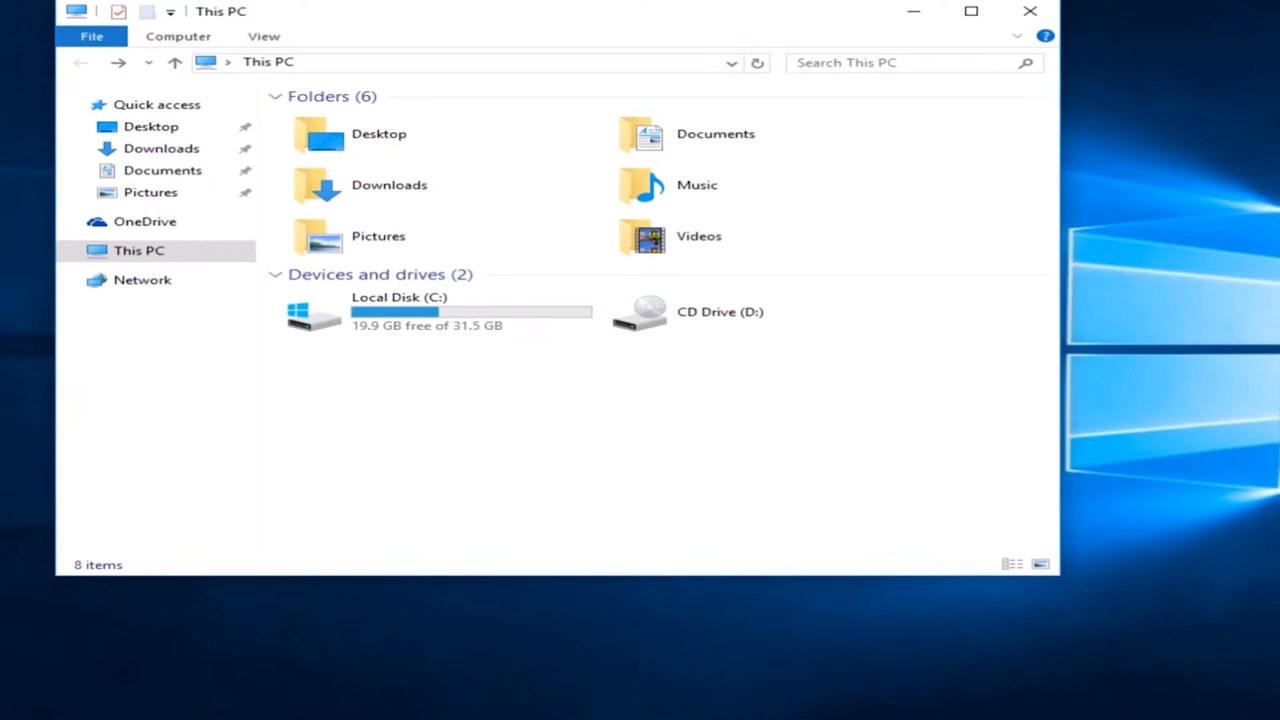 This PC
File Computer View
This PC Search This PC
Quick access
Desktop
Downloads
Documents
Pictures
OneDrive
This PC
Network
Folders (6)
Desktop Documents
Downloads Music
Pictures Videos
Devices and drives (2)
Local Disk (C:)
19.9 GB free of 31.5 GB
CD Drive (D:)
8 items